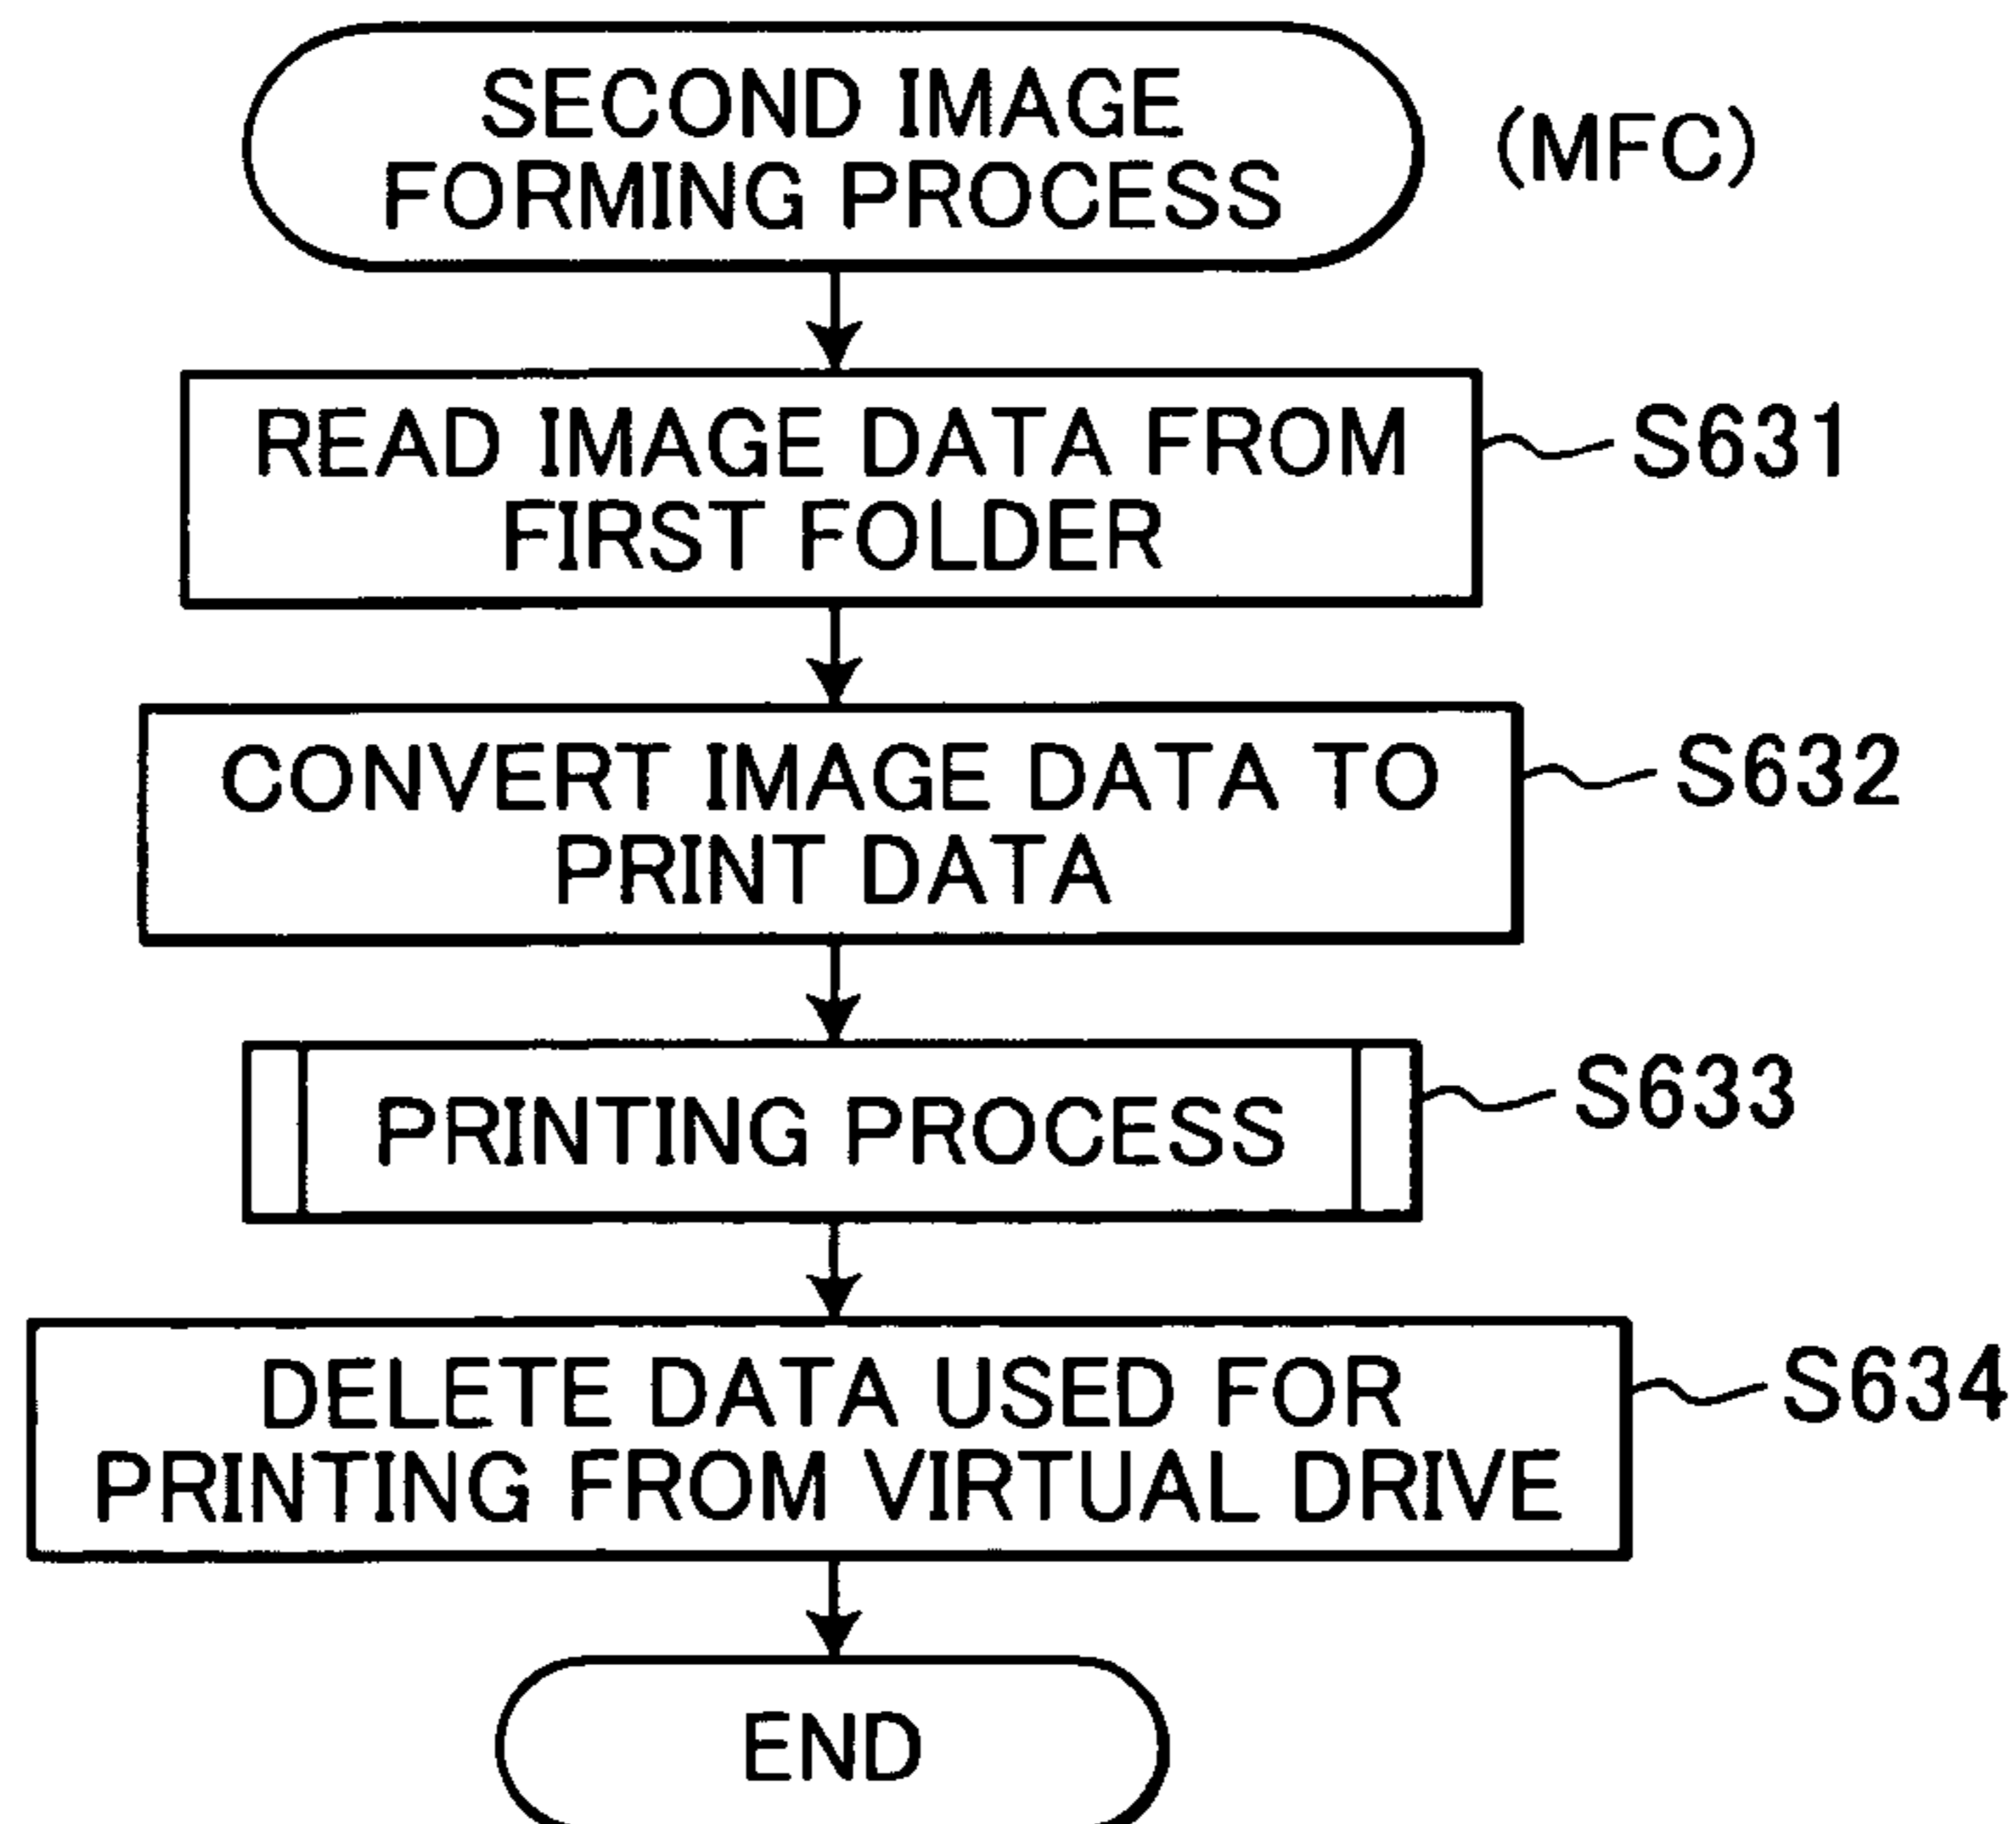 SECOND IMAGE
FORMING PROCESS
(MFC)
READ IMAGE DATA FROM
FIRST FOLDER
S631
CONVERT IMAGE DATA TO
PRINT DATA
S632
PRINTING PROCESS
S633
DELETE DATA USED FOR
PRINTING FROM VIRTUAL DRIVE
S634
END